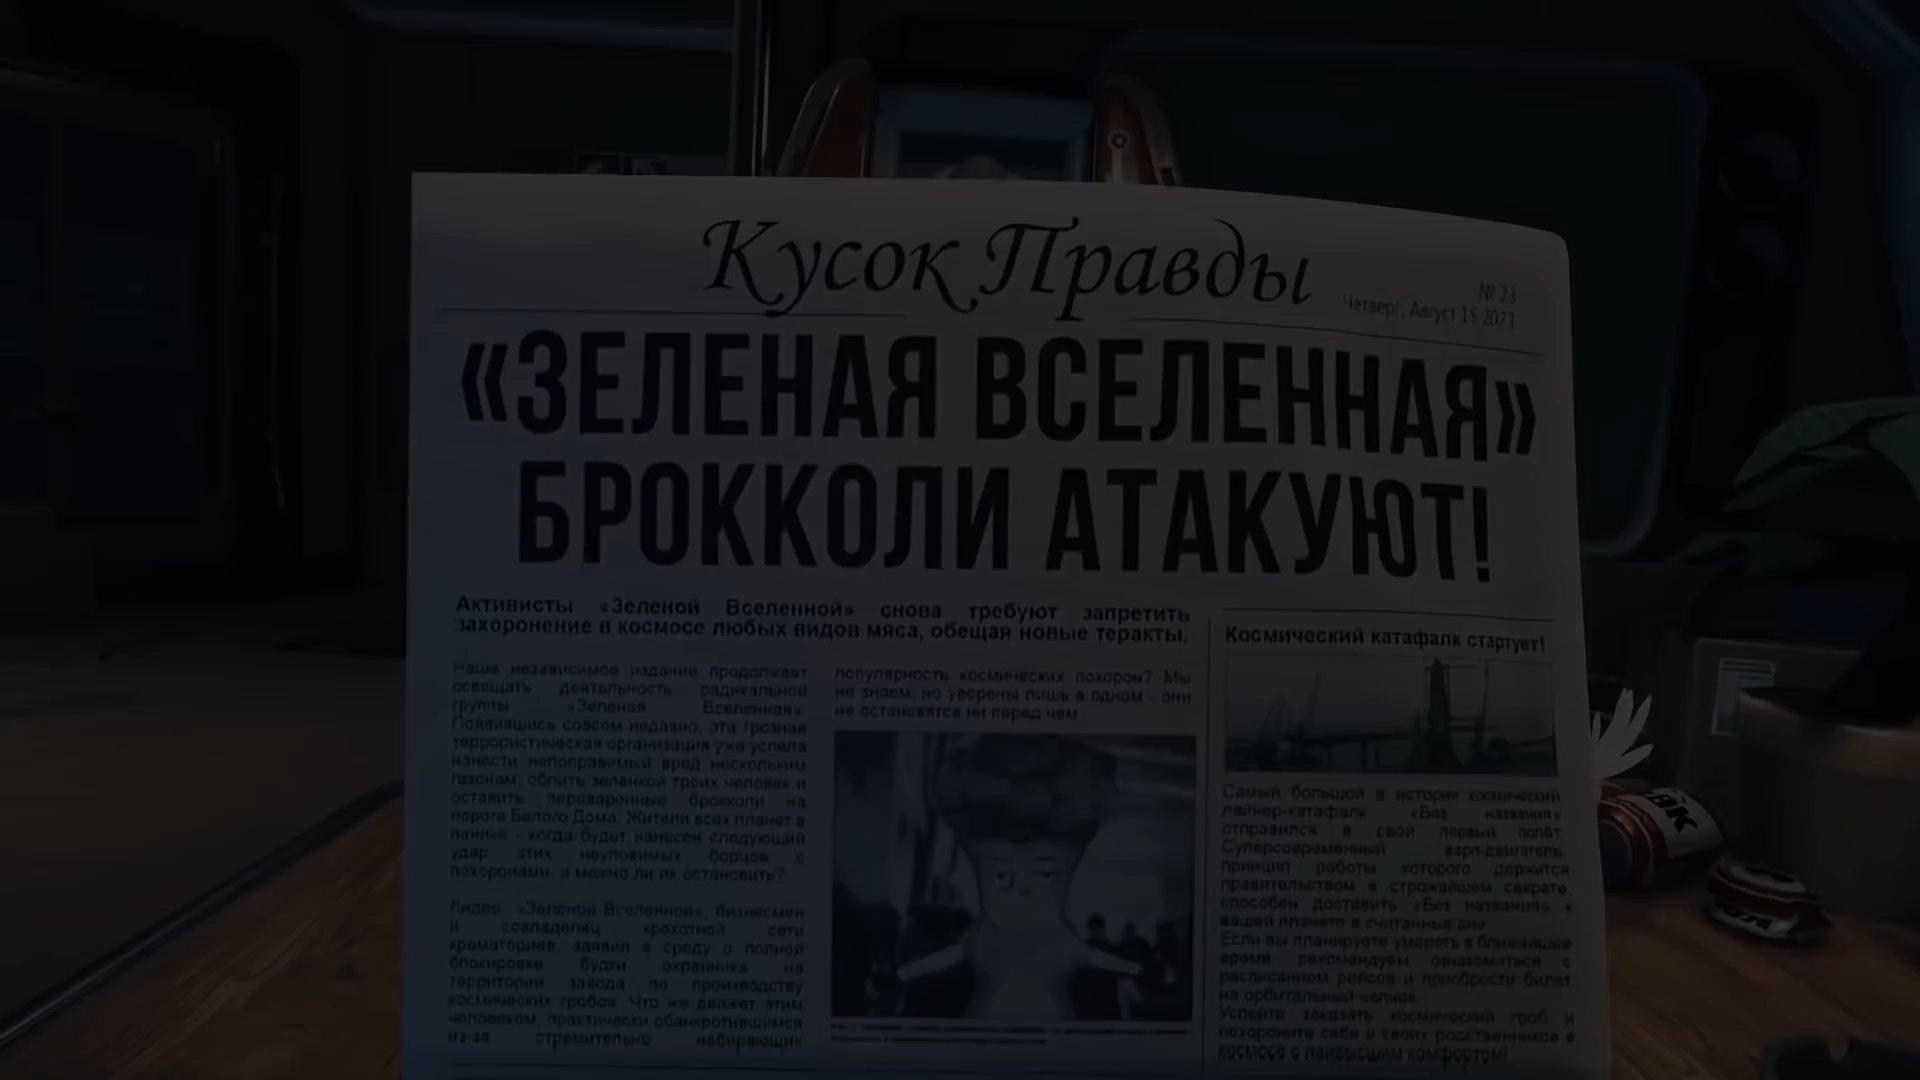 Кусок Правды
№ 23
Четверг, Август 15 2073
«ЗЕЛЕНАЯ ВСЕЛЕННАЯ»
БРОККОЛИ АТАКУЮТ!
Активисты «Зеленой Вселенной» снова требуют запретить
захоронение в космосе любых видов мяса, обещая новые теракты.
Наше независимое издание продолжает
освещать деятельность радикальной
группы «Зеленая Вселенная».
Появившись совсем недавно, эта грозная
террористическая организация уже успела
нанести непоправимый вред нескольким
газонам, облить зеленкой троих человек и
оставить переваренные брокколи на
пороге Белого Дома. Жители всех планет в
панике - когда будет нанесен следующий
удар этих неуловимых борцов с
похоронами, и можно ли их остановить?
Лидер «Зеленой Вселенной», бизнесмен
и совладелец крохотной сети
крематориев, заявил в среду о полной
блокировке будки охранника на
территории завода по производству
космических гробов. Что же движет этим
человеком, практически обанкротившимся
из-за стремительно набирающих
популярность космических похорон? Мы
не знаем, но уверены лишь в одном - они
не остановятся ни перед чем
Космический катафалк стартует!
Самый большой в истории космический
лайнер-катафалк «Без названия»
отправился в свой первый полёт.
Суперсовременный варп-двигатель,
принцип работы которого держится
правительством в строжайшем секрете,
способен доставить «Без названия» к
вашей планете в считанные дни.
Если вы планируете умереть в ближайшее
время, рекомендуем ознакомиться с
расписанием рейсов и приобрести билет
на орбитальный челнок.
Успейте заказать космический гроб и
похороните себя и своих родственников в
космосе с наивысшим комфортом!